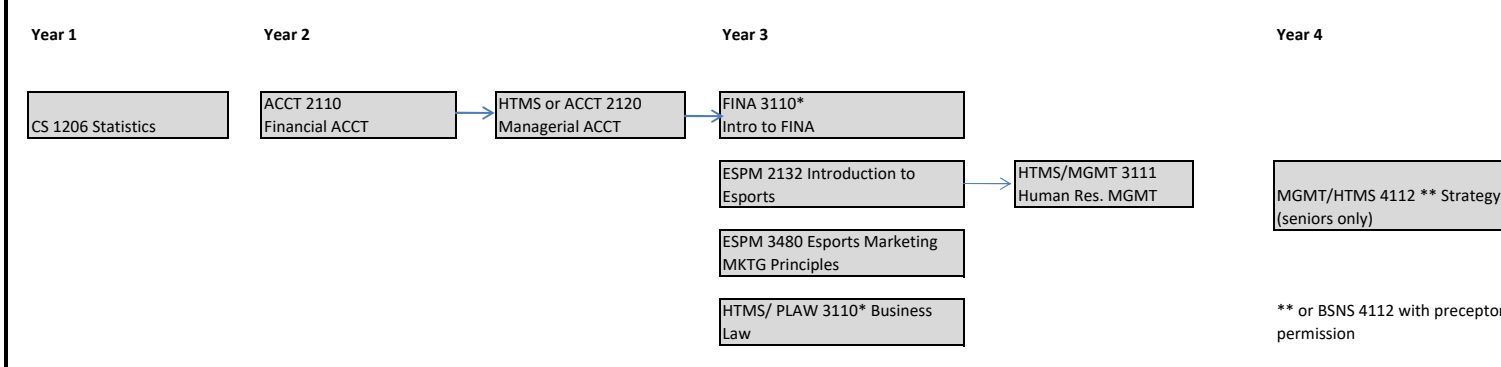 Year 1
Year 2
Year 3
Year 4
CS 1206 Statistics
ACCT 2110
Financial ACCT
HTMS or ACCT 2120
Managerial ACCT
FINA 3110*
Intro to FINA
ESPM 2132 Introduction to
Esports
HTMS/MGMT 3111
Human Res. MGMT
MGMT/HTMS 4112 ** Strategy
(seniors only)
ESPM 3480 Esports Marketing
MKTG Principles
HTMS/ PLAW 3110* Business
Law
** or BSNS 4112 with preceptor
permission